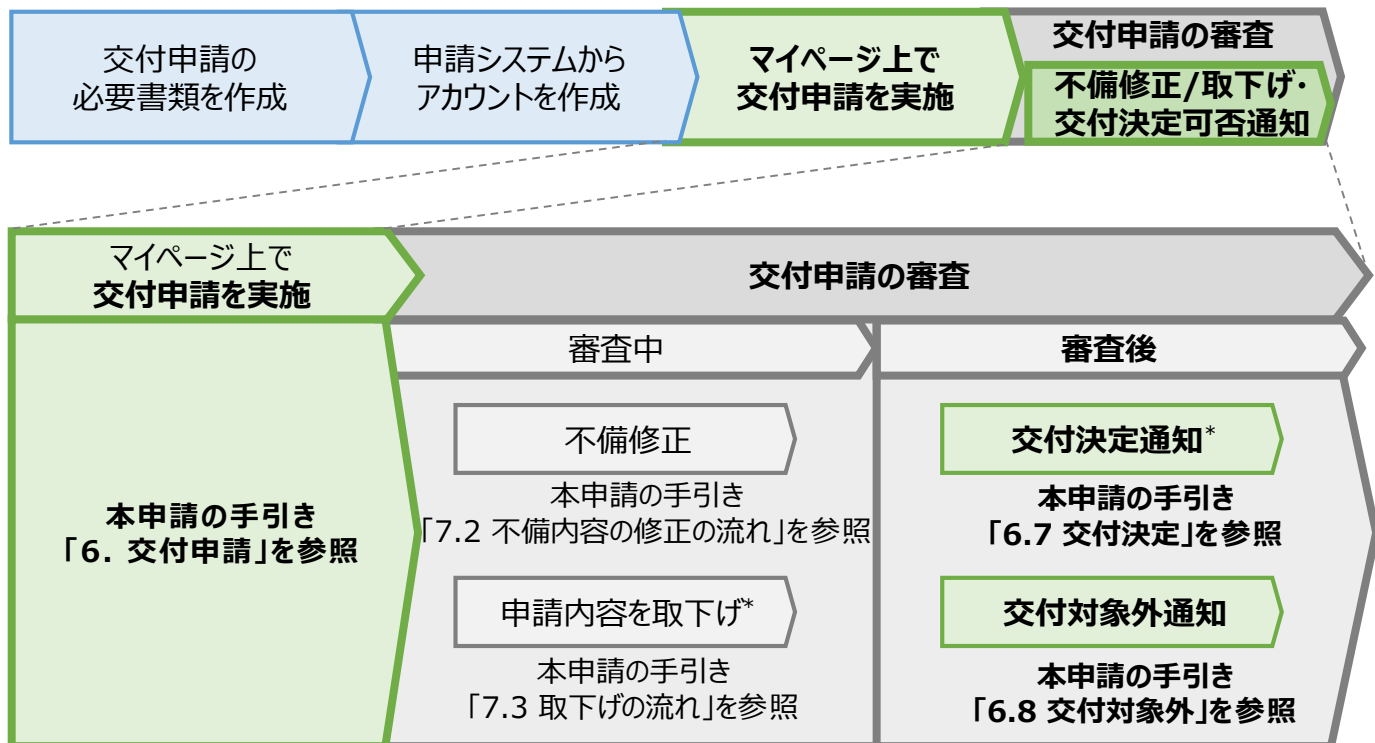 交付申請の
必要書類を作成
申請システムから
アカウントを作成
マイページ上で
交付申請を実施
交付申請の審査
不備修正/取下げ・
交付決定可否通知
マイページ上で
交付申請を実施
交付申請の審査
本申請の手引き
「6. 交付申請」を参照
審査中
不備修正
本申請の手引き
「7.2 不備内容の修正の流れ」を参照
申請内容を取下げ*
本申請の手引き
「7.3 取下げの流れ」を参照
審査後
交付決定通知*
本申請の手引き
「6.7 交付決定」を参照
交付対象外通知
本申請の手引き
「6.8 交付対象外」を参照